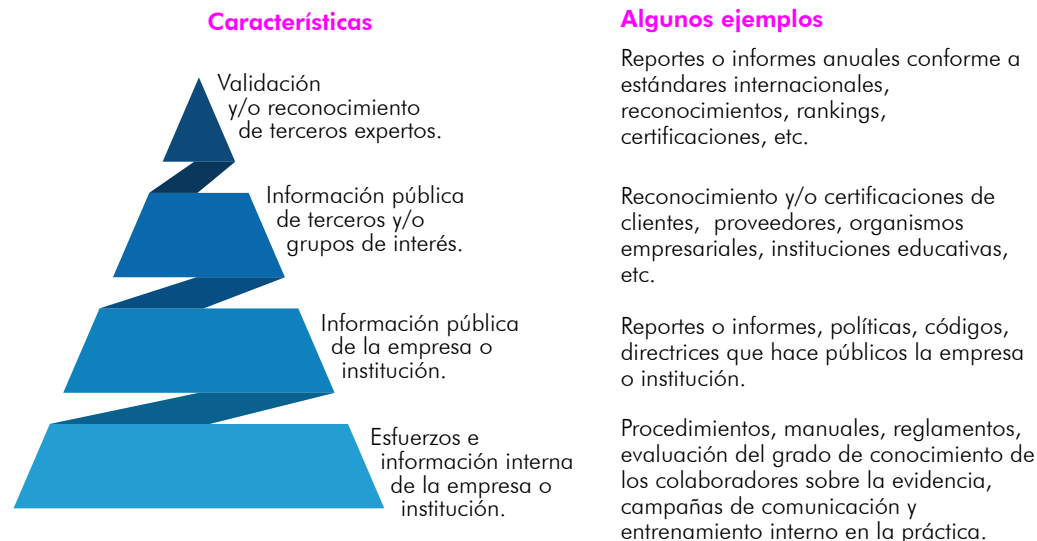 Características
Algunos ejemplos
Validación
y/o reconocimiento
de terceros expertos.
Reportes o informes anuales conforme a
estándares internacionales,
reconocimientos, rankings,
certificaciones, etc.
Información pública
de terceros y/o
grupos de interés.
Reconocimiento y/o certificaciones de
clientes, proveedores, organismos
empresariales, instituciones educativas,
etc.
Información pública
de la empresa o
institución.
Reportes o informes, políticas, códigos,
directrices que hace públicos la empresa
o institución.
Esfuerzos e
información interna
de la empresa o
institución.
Procedimientos, manuales, reglamentos,
evaluación del grado de conocimiento de
los colaboradores sobre la evidencia,
campañas de comunicación y
entrenamiento interno en la práctica.